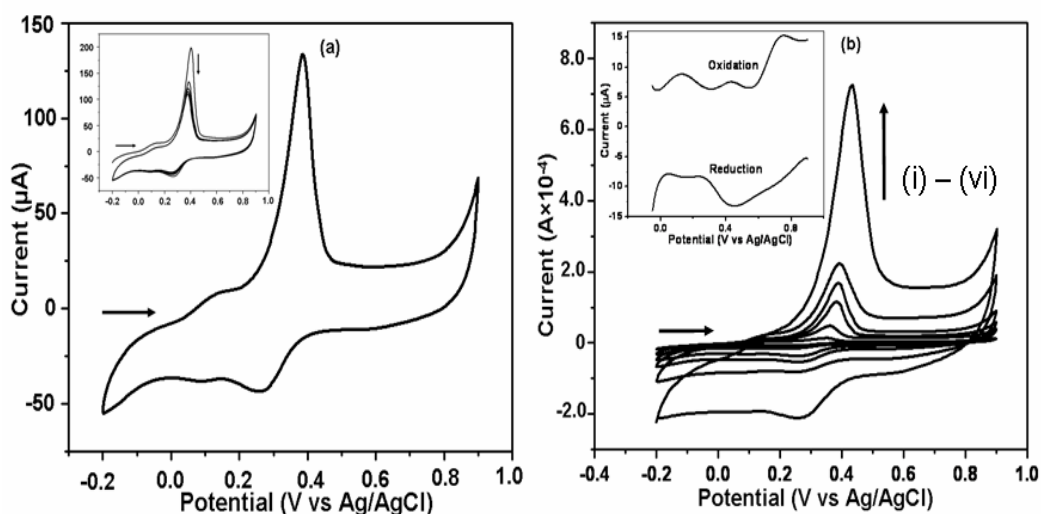 150
100
50
0
-50
Current (µA)
-0.2 0.0 0.2 0.4 0.6 0.8 1.0
Potential (V vs Ag/AgCl)
(a)
200
150
100
50
0
-50
-0.2 0.0 0.2 0.4 0.6 0.8 1.0
8.0
6.0
4.0
2.0
0
-2.0
Current (A×10-4)
-0.2 0.0 0.2 0.4 0.6 0.8 1.0
Potential (V vs Ag/AgCl)
(b)
(i) – (vi)
15
10
5
0
-5
-10
-15
Current (µA)
Oxidation
Reduction
0.0 0.4 0.8
Potential (V vs Ag/AgCl)